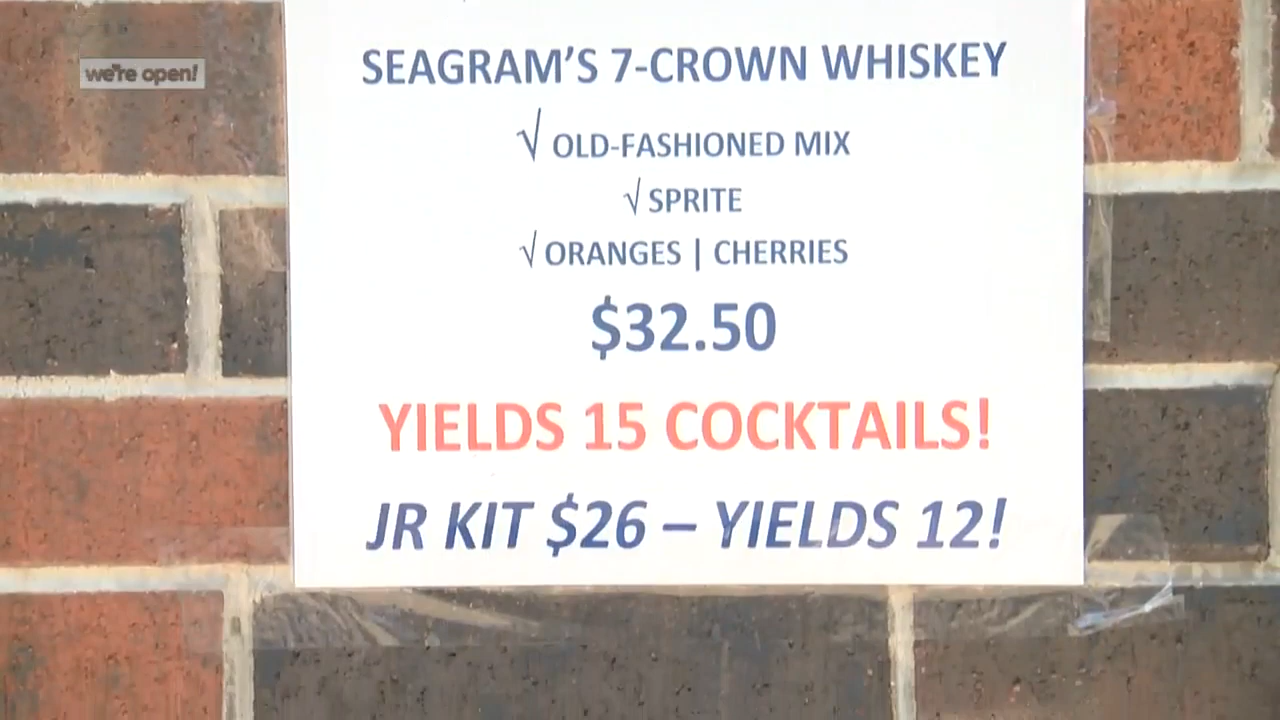 we're open!
SEAGRAM'S 7-CROWN WHISKEY
√ OLD-FASHIONED MIX
√ SPRITE
√ ORANGES | CHERRIES
$32.50
YIELDS 15 COCKTAILS!
JR KIT $26 – YIELDS 12!